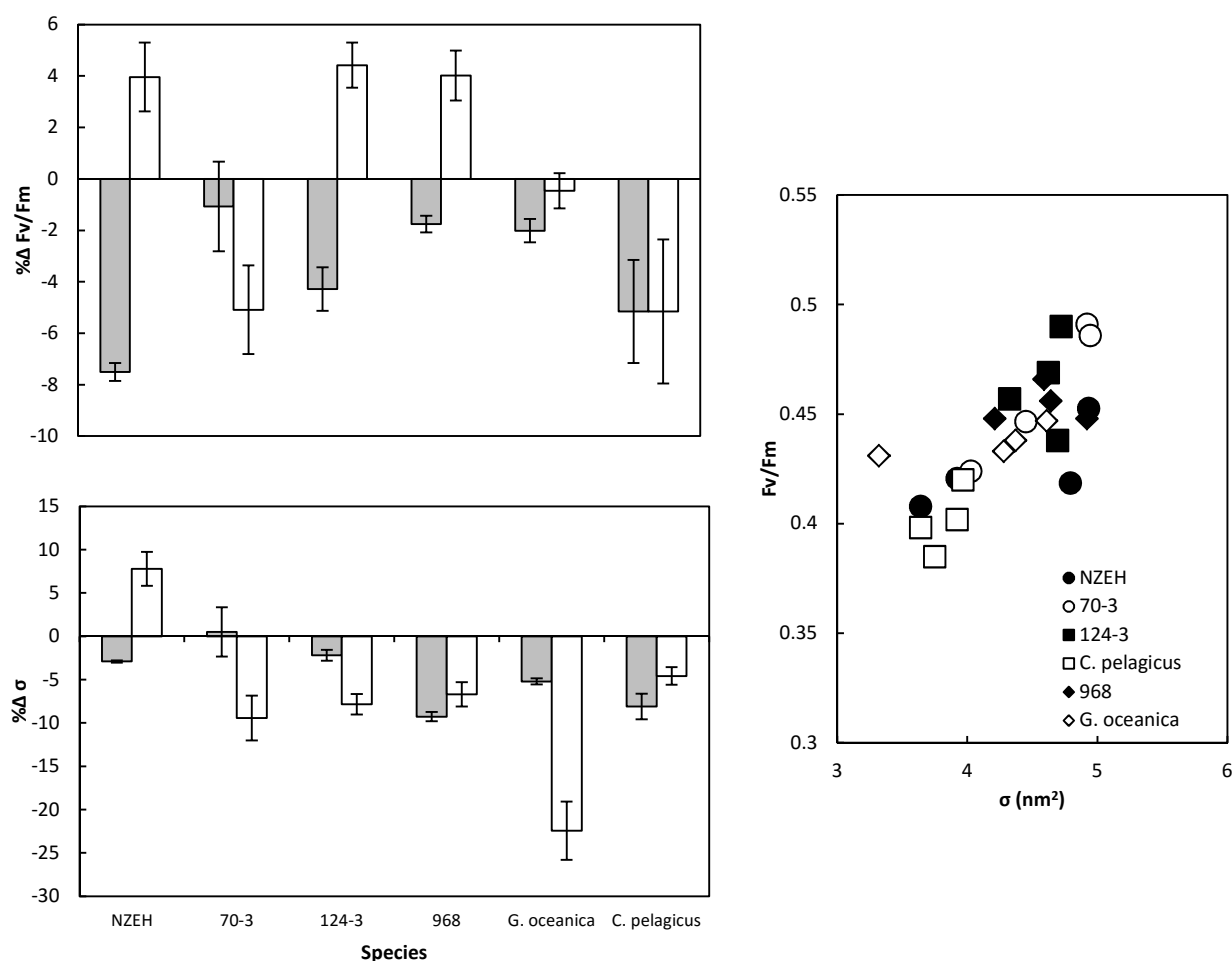 6
4
2
0
-2
-4
-6
-8
-10
%Δ Fv/Fm
15
10
5
0
-5
-10
-15
-20
-25
-30
%Δ σ
NZEH 70-3 124-3 968 G. oceanica C. pelagicus
Species
0.55
0.5
0.45
0.4
0.35
0.3
Fv/Fm
NZEH
70-3
124-3
C. pelagicus
968
G. oceanica
3 4 5 6
σ (nm²)